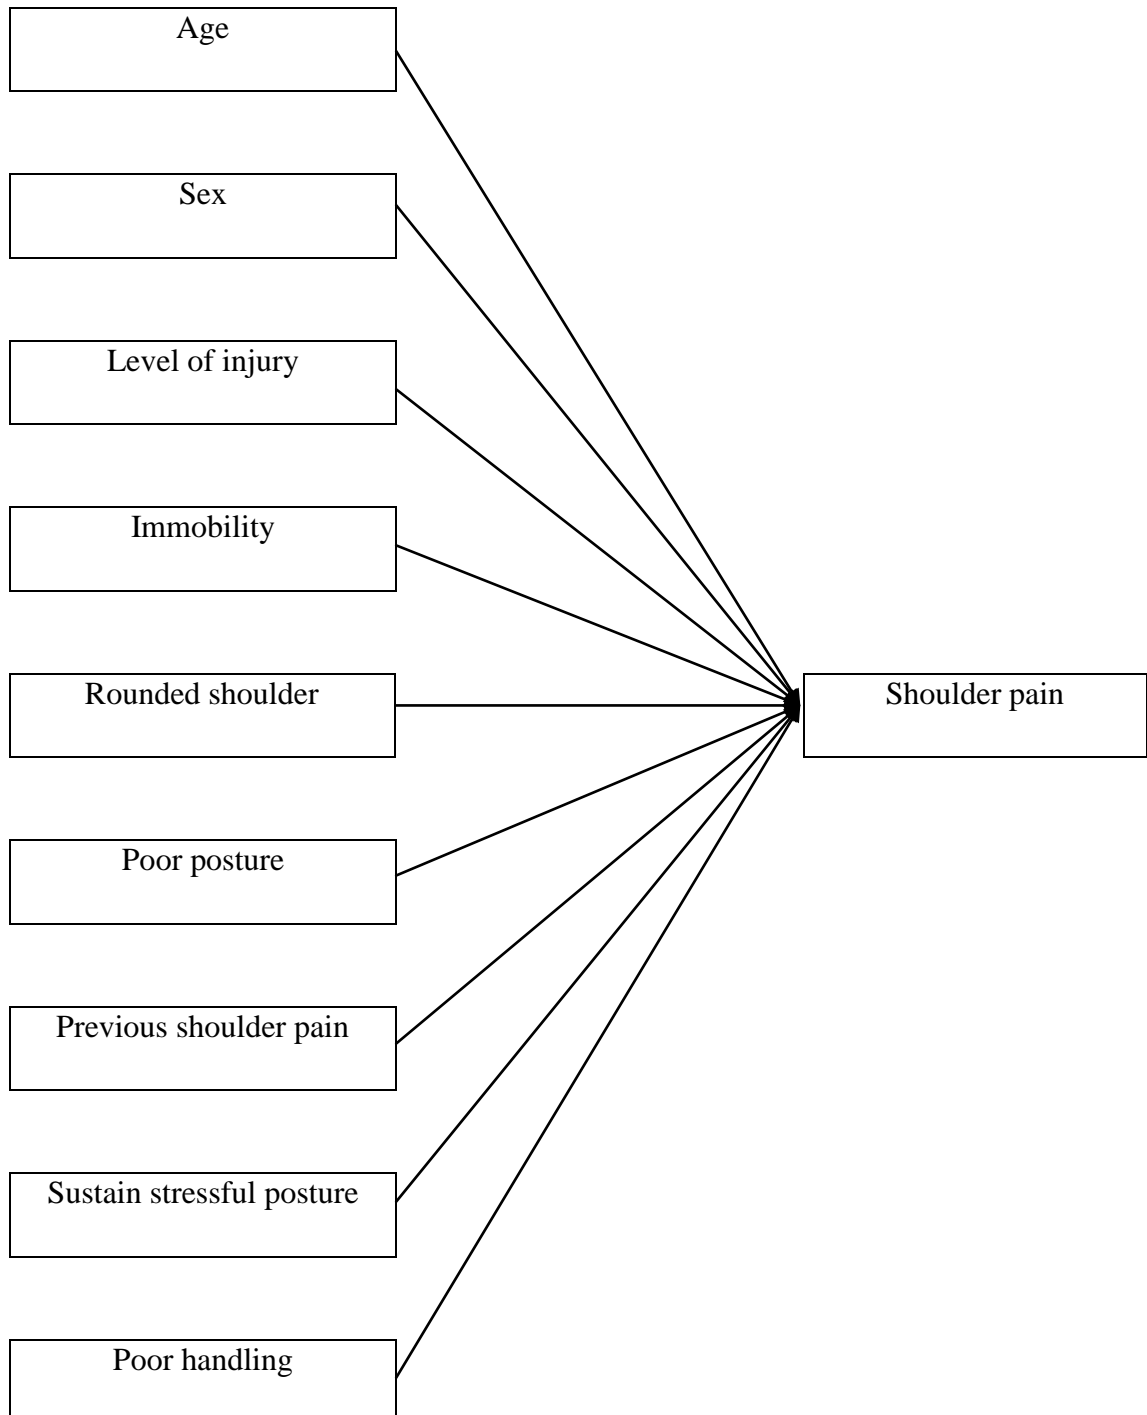 Age
Sex
Level of injury
Immobility
Rounded shoulder
Shoulder pain
Poor posture
Previous shoulder pain
Sustain stressful posture
Poor handling